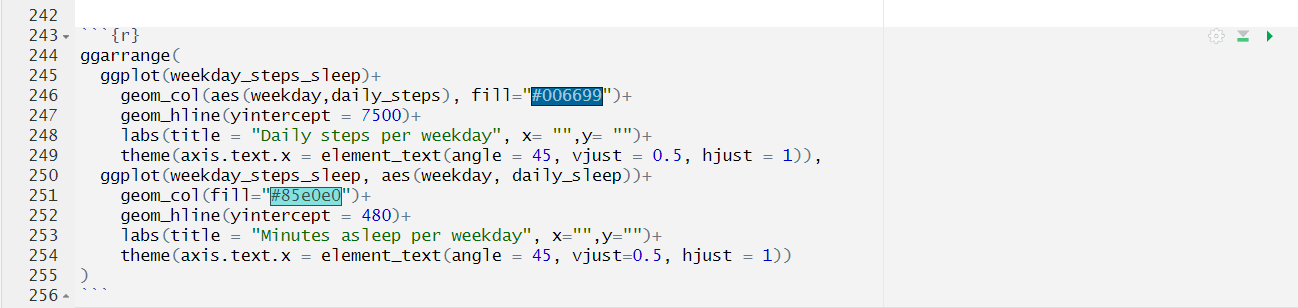 242
243 ```{r}
244 ggarrange(
245   ggplot(weekday_steps_sleep)+
246     geom_col(aes(weekday,daily_steps), fill="#006699")+
247     geom_hline(yintercept = 7500)+
248     labs(title = "Daily steps per weekday", x= "",y= "")+
249     theme(axis.text.x = element_text(angle = 45, vjust = 0.5, hjust = 1)),
250   ggplot(weekday_steps_sleep, aes(weekday, daily_sleep))+
251     geom_col(fill="#85e0e0")+
252     geom_hline(yintercept = 480)+
253     labs(title = "Minutes asleep per weekday", x="",y="")+
254     theme(axis.text.x = element_text(angle = 45, vjust=0.5, hjust = 1))
255 )
256 ```